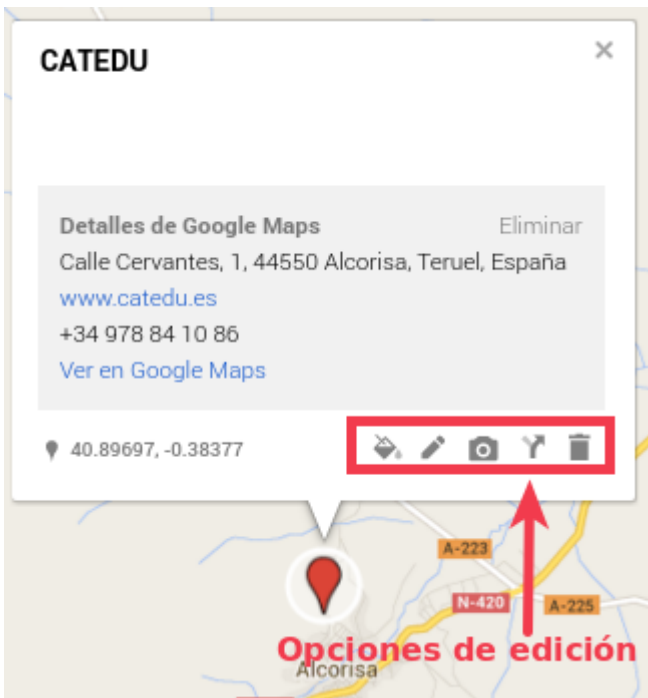 CATEDU
Detalles de Google Maps
Eliminar
Calle Cervantes, 1, 44550 Alcorisa, Teruel, España
www.catedu.es
+34 978 84 10 86
Ver en Google Maps
40.89697, -0.38377
A-223
N-420
A-225
Opciones de edición
Alcorisa